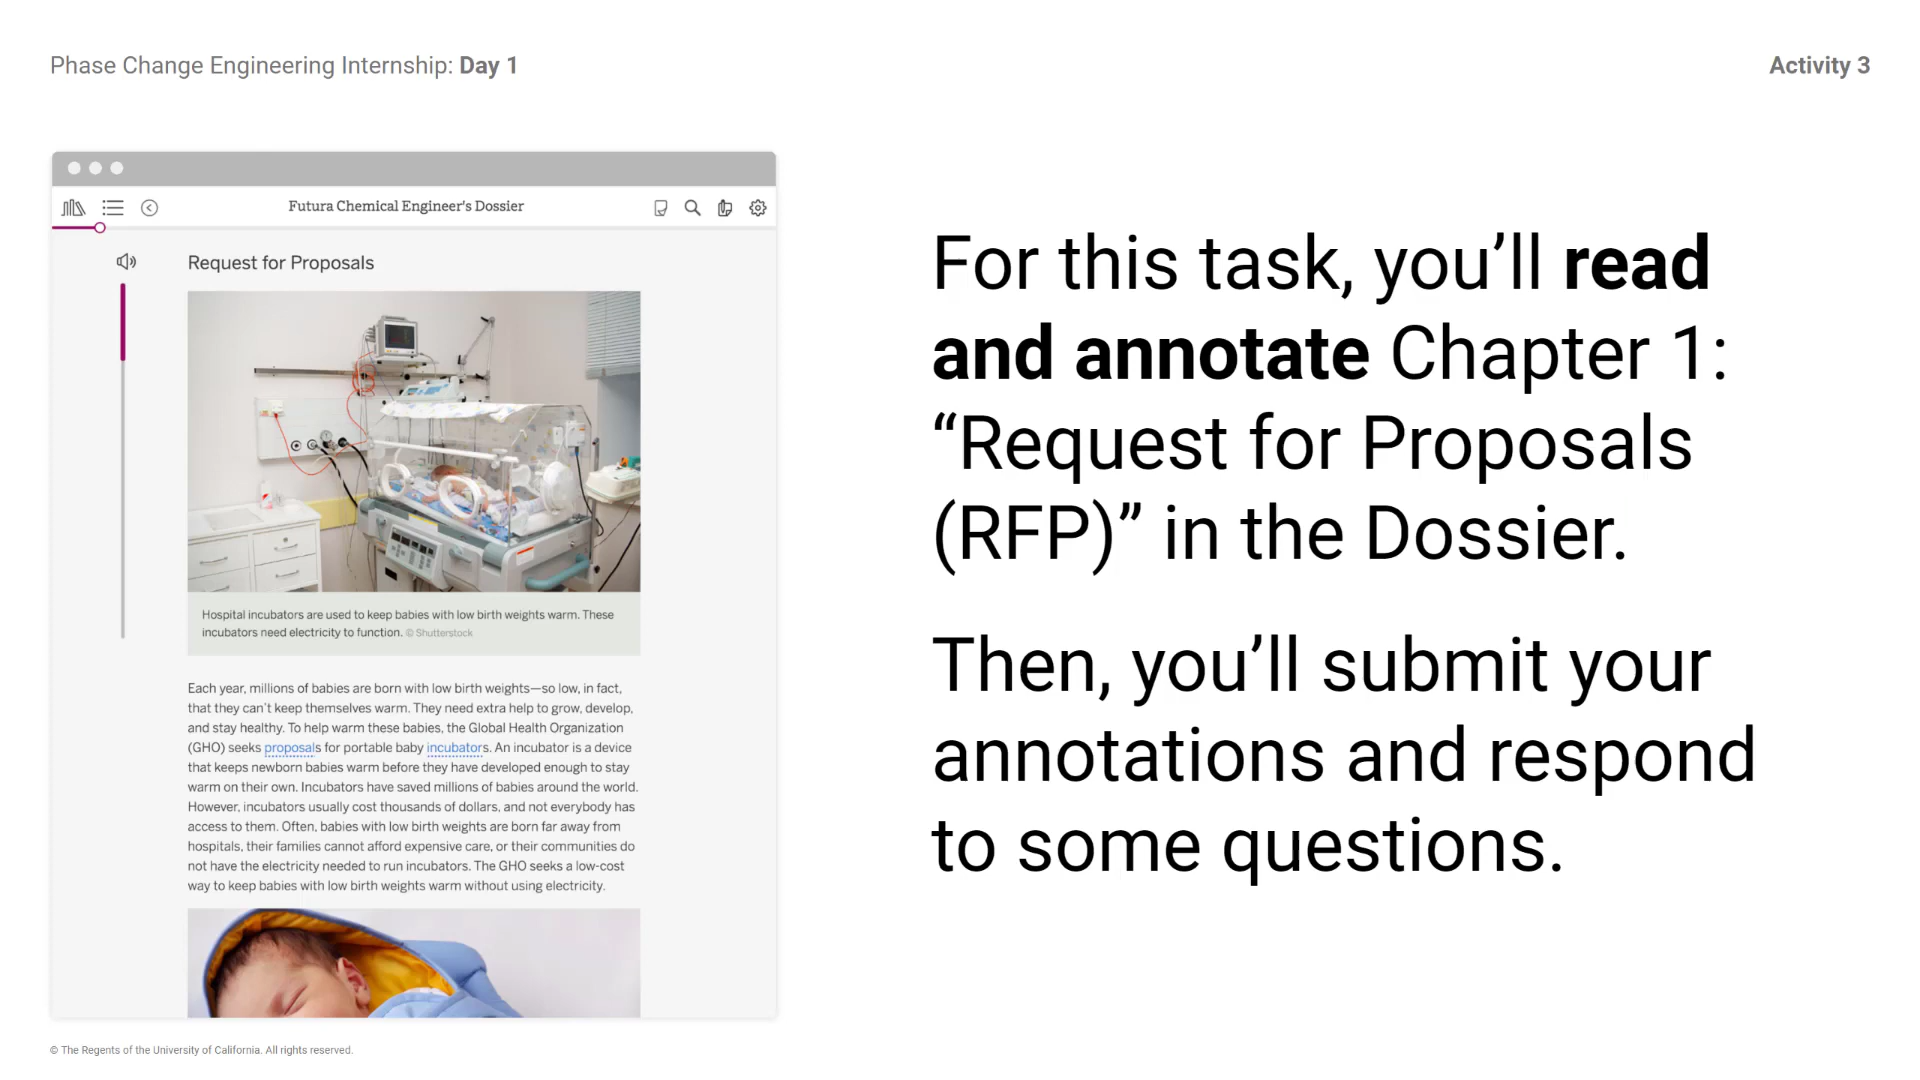 Phase Change Engineering Internship: Day 1
Activity 3
Futura Chemical Engineer's Dossier
Request for Proposals
Hospital incubators are used to keep babies with low birth weights warm. These
incubators need electricity to function. © Shutterstock
Each year, millions of babies are born with low birth weights—so low, in fact,
that they can't keep themselves warm. They need extra help to grow, develop,
and stay healthy. To help warm these babies, the Global Health Organization
(GHO) seeks proposals for portable baby incubators. An incubator is a device
that keeps newborn babies warm before they have developed enough to stay
warm on their own. Incubators have saved millions of babies around the world.
However, incubators usually cost thousands of dollars, and not everybody has
access to them. Often, babies with low birth weights are born far away from
hospitals, their families cannot afford expensive care, or their communities do
not have the electricity needed to run incubators. The GHO seeks a low-cost
way to keep babies with low birth weights warm without using electricity.
For this task, you’ll read
and annotate Chapter 1:
“Request for Proposals
(RFP)” in the Dossier.
Then, you’ll submit your
annotations and respond
to some questions.
© The Regents of the University of California. All rights reserved.